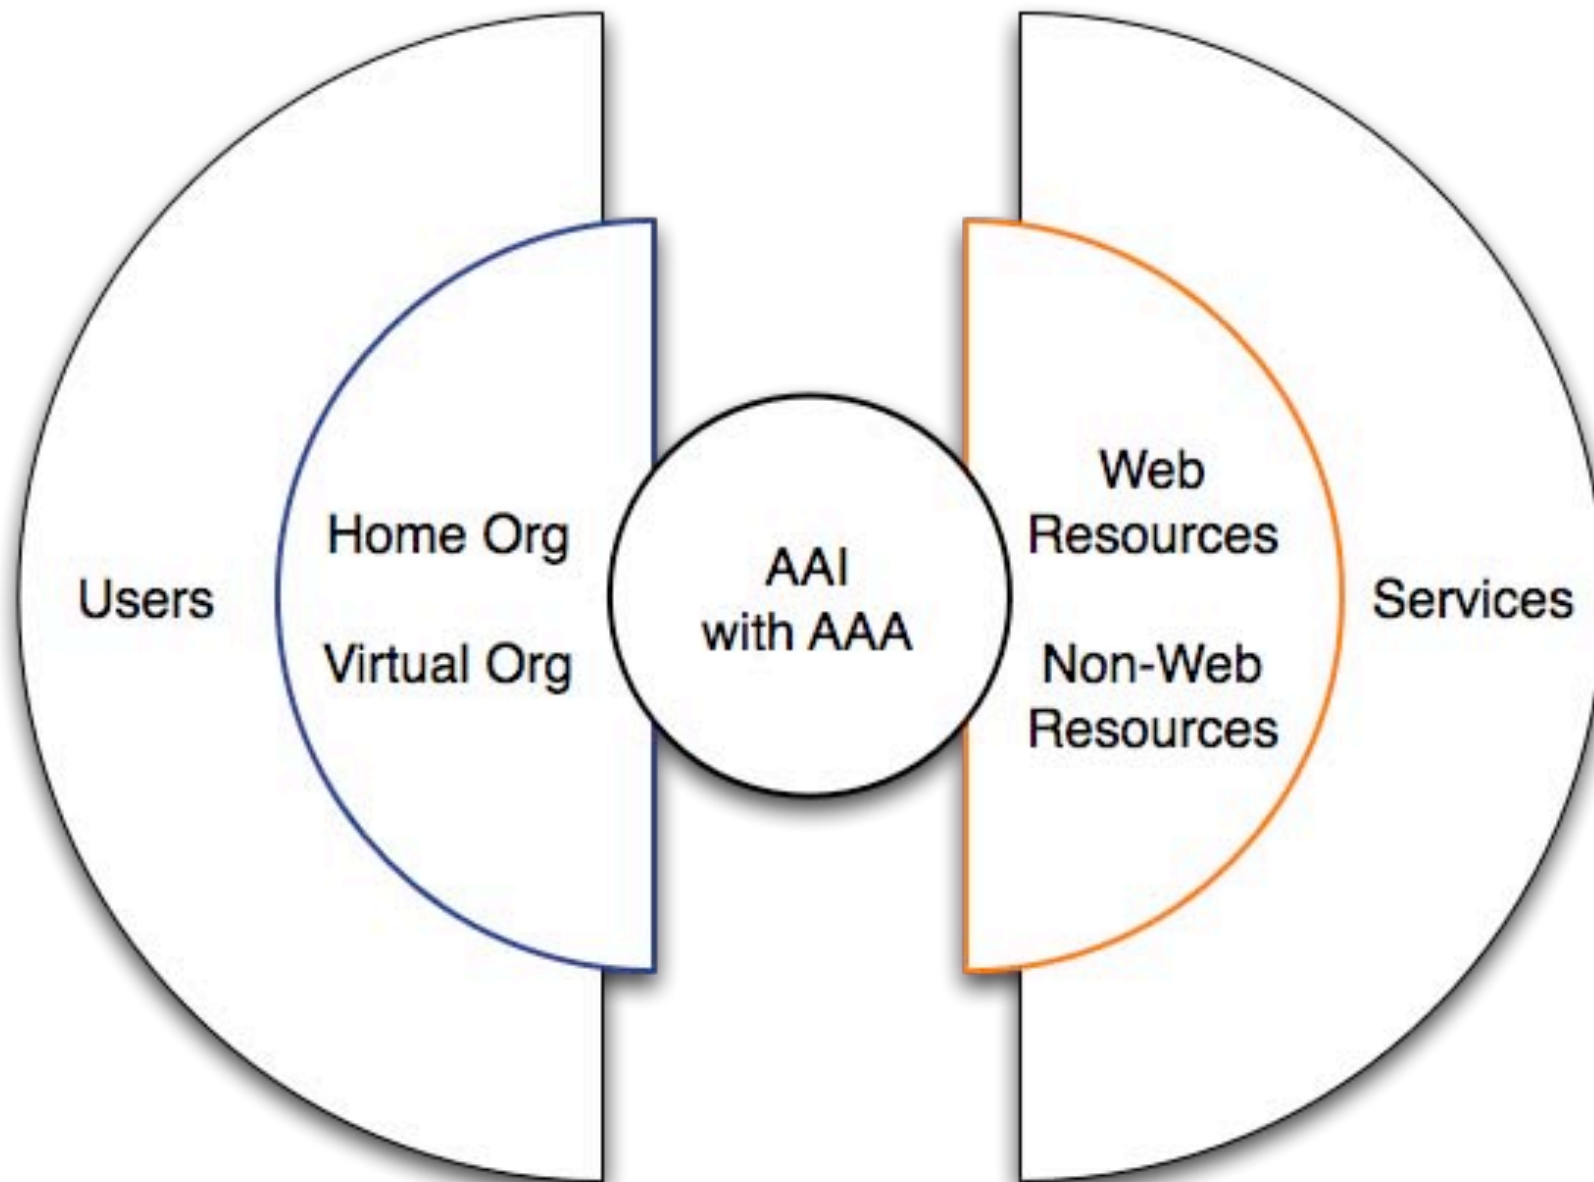 Users
Home Org
Virtual Org
AAI
with AAA
Web
Resources
Non-Web
Resources
Services